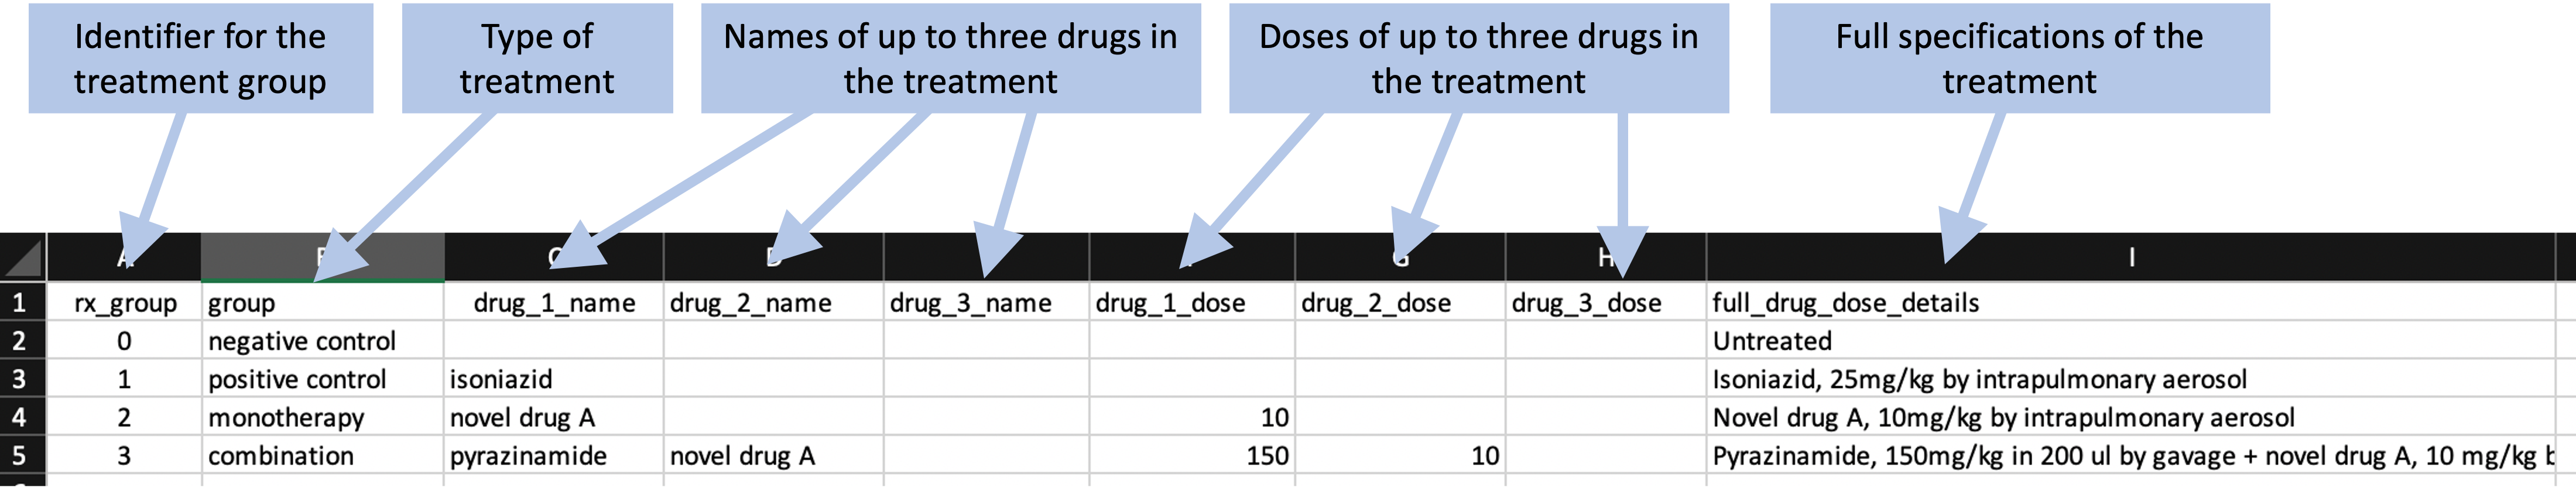 Identifier for the
treatment group
Type of
treatment
Names of up to three drugs in
the treatment
Doses of up to three drugs in
the treatment
Full specifications of the
treatment
A B C D G H I
1 rx_group group drug_1_name drug_2_name drug_3_name drug_1_dose drug_2_dose drug_3_dose full_drug_dose_details
2 0 negative control Untreated
3 1 positive control isoniazid Isoniazid, 25mg/kg by intrapulmonary aerosol
4 2 monotherapy novel drug A 10 Novel drug A, 10mg/kg by intrapulmonary aerosol
5 3 combination pyrazinamide novel drug A 150 10 Pyrazinamide, 150mg/kg in 200 ul by gavage + novel drug A, 10 mg/kg b